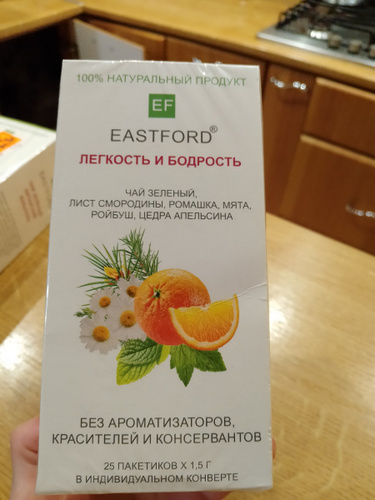 100% НАТУРАЛЬНЫЙ ПРОДУКТ
EF
EASTFORD®
ЛЕГКОСТЬ И БОДРОСТЬ
ЧАЙ ЗЕЛЕНЫЙ,
ЛИСТ СМОРОДИНЫ, РОМАШКА, МЯТА,
РОЙБУШ, ЦЕДРА АПЕЛЬСИНА
БЕЗ АРОМАТИЗАТОРОВ,
КРАСИТЕЛЕЙ И КОНСЕРВАНТОВ
25 ПАКЕТИКОВ X 1,5 Г
В ИНДИВИДУАЛЬНОМ КОНВЕРТЕ